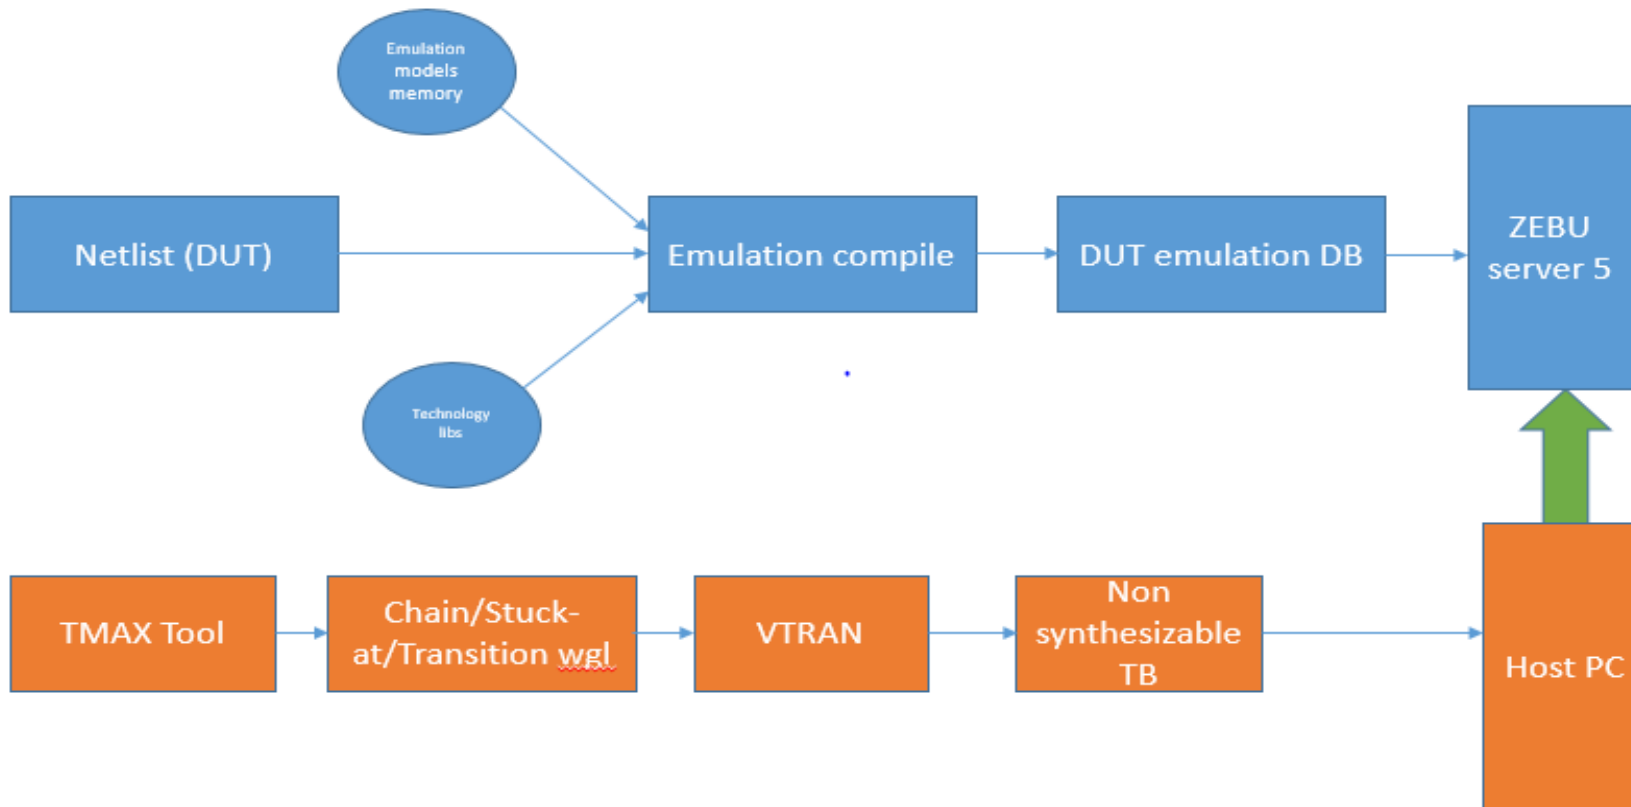 Emulation
models
memory
Netlist (DUT)
Emulation compile
DUT emulation DB
ZEBU
server 5
Technology
libs
TMAX Tool
Chain/Stuck-
at/Transition wgl
VTRAN
Non
synthesizable
TB
Host PC